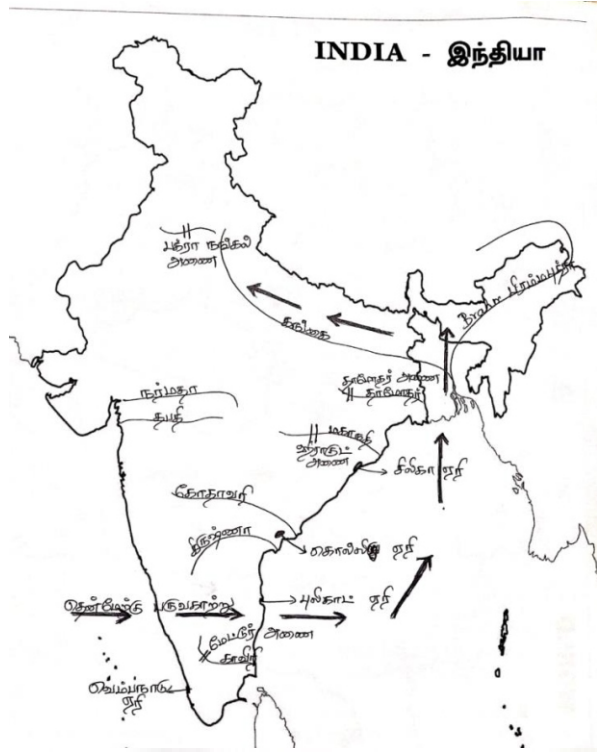 INDIA - இந்தியா
பக்ரா நங்கல்
அணை
Brahm பிரம்மபுத்ரா
கங்கை
தாமோதர் அணை
தாமோதர்
நர்மதா
தபதி
மகாநதி
ஹிராகுட்
அணை
சிலிகா ஏரி
கோதாவரி
கிருஷ்ணா
கொல்லேறு ஏரி
தென்மேற்கு பருவகாற்று
புலிகாட் ஏரி
மேட்டூர் அணை
காவிரி
வெம்பநாடு
ஏரி